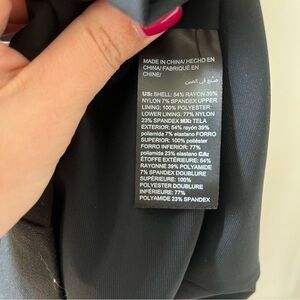 MADE IN CHINA/ HECHO EN
CHINA/ FABRIQUÉ EN
CHINE/
صنع في الصين
US: SHELL: 54% RAYON 39%
NYLON 7% SPANDEX UPPER
LINING: 100% POLYESTER
LOWER LINING: 77% NYLON
23% SPANDEX MX: TELA
EXTERIOR: 54% rayón 39%
poliamida 7% elastano FORRO
SUPERIOR: 100% poliéster
FORRO INFERIOR: 77%
poliamida 23% elastano CA:
ÉTOFFE EXTÉRIEURE: 54%
RAYONNE 39% POLYAMIDE
7% SPANDEX DOUBLURE
SUPÉRIEURE: 100%
POLYESTER DOUBLURE
INFÉRIEURE: 77%
POLYAMIDE 23% SPANDEX